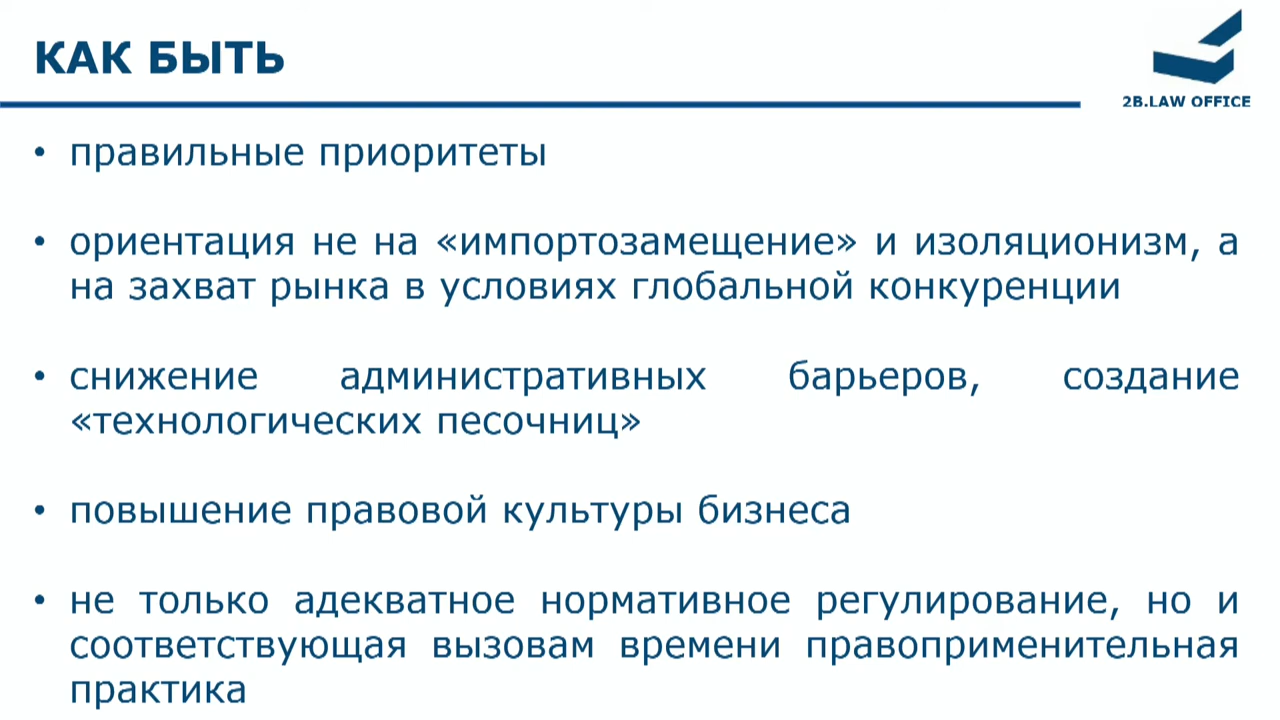 КАК БЫТЬ
2B.LAW OFFICE
• правильные приоритеты
• ориентация не на «импортозамещение» и изоляционизм, а
на захват рынка в условиях глобальной конкуренции
• снижение административных барьеров, создание
«технологических песочниц»
• повышение правовой культуры бизнеса
• не только адекватное нормативное регулирование, но и
соответствующая вызовам времени правоприменительная
практика